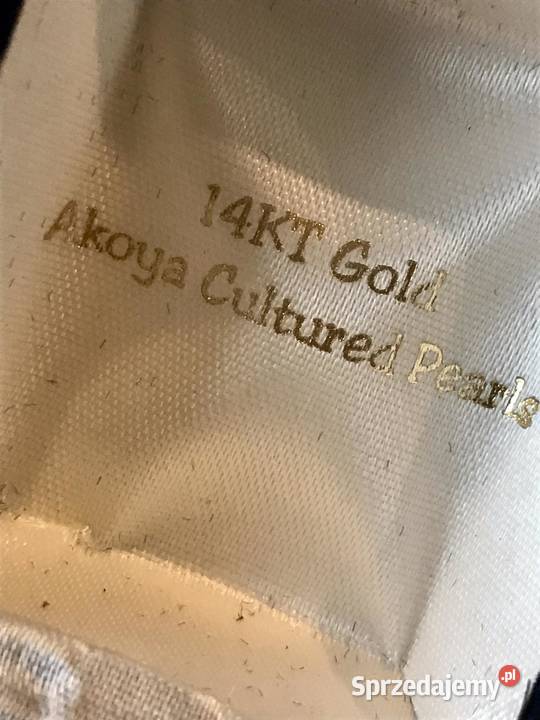 14KT Gold
Akoya Cultured Pearls
Sprzedajemy.pl